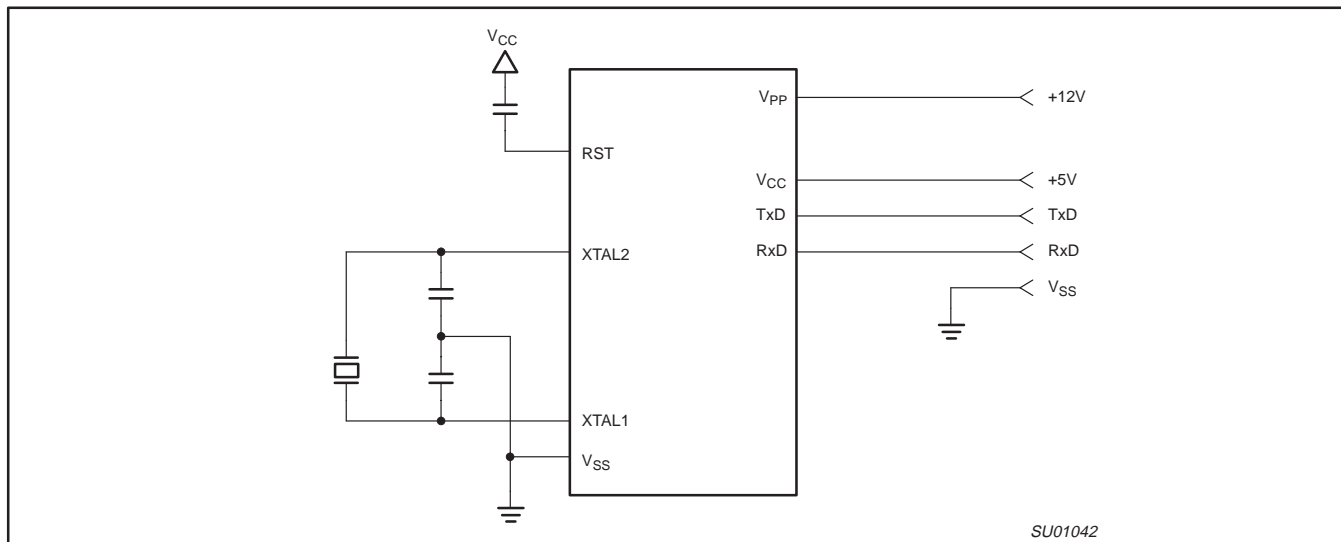 VCC
VPP
+12V
RST
VCC
+5V
TxD
TxD
XTAL2
RxD
RxD
VSS
XTAL1
VSS
SU01042